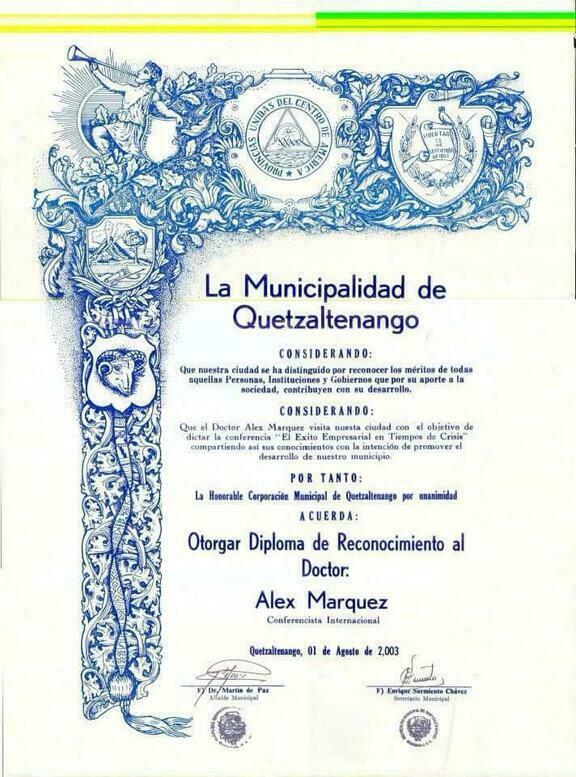 PROVINCIAS UNIDAS DEL CENTRO DE AMERICA
LIBERTAD
15
DE
SEPTIEMBRE
DE 1821
La Municipalidad de
Quetzaltenango
CONSIDERANDO:
Que nuestra ciudad se ha distinguido por reconocer los méritos de todas
aquellas Personas, Instituciones y Gobiernos que por su aporte a la
sociedad, contribuyen con su desarrollo.
CONSIDERANDO:
Que el Doctor Alex Marquez visita nuesta ciudad con el objetivo de
dictar la conferencia "El Exito Empresarial en Tiempos de Crisis"
compartiendo así sus conocimientos con la intención de promover el
desarrollo de nuestro municipio.
POR TANTO:
La Honorable Corporación Municipal de Quetzaltenango por unanimidad
ACUERDA:
Otorgar Diploma de Reconocimiento al
Doctor:
Alex Marquez
Conferencista Internacional
Quetzaltenango, 01 de Agosto de 2,003
F) Dr. Martín de Paz
Alcalde Municipal
F) Enrique Sarmiento Chávez
Secretario Municipal